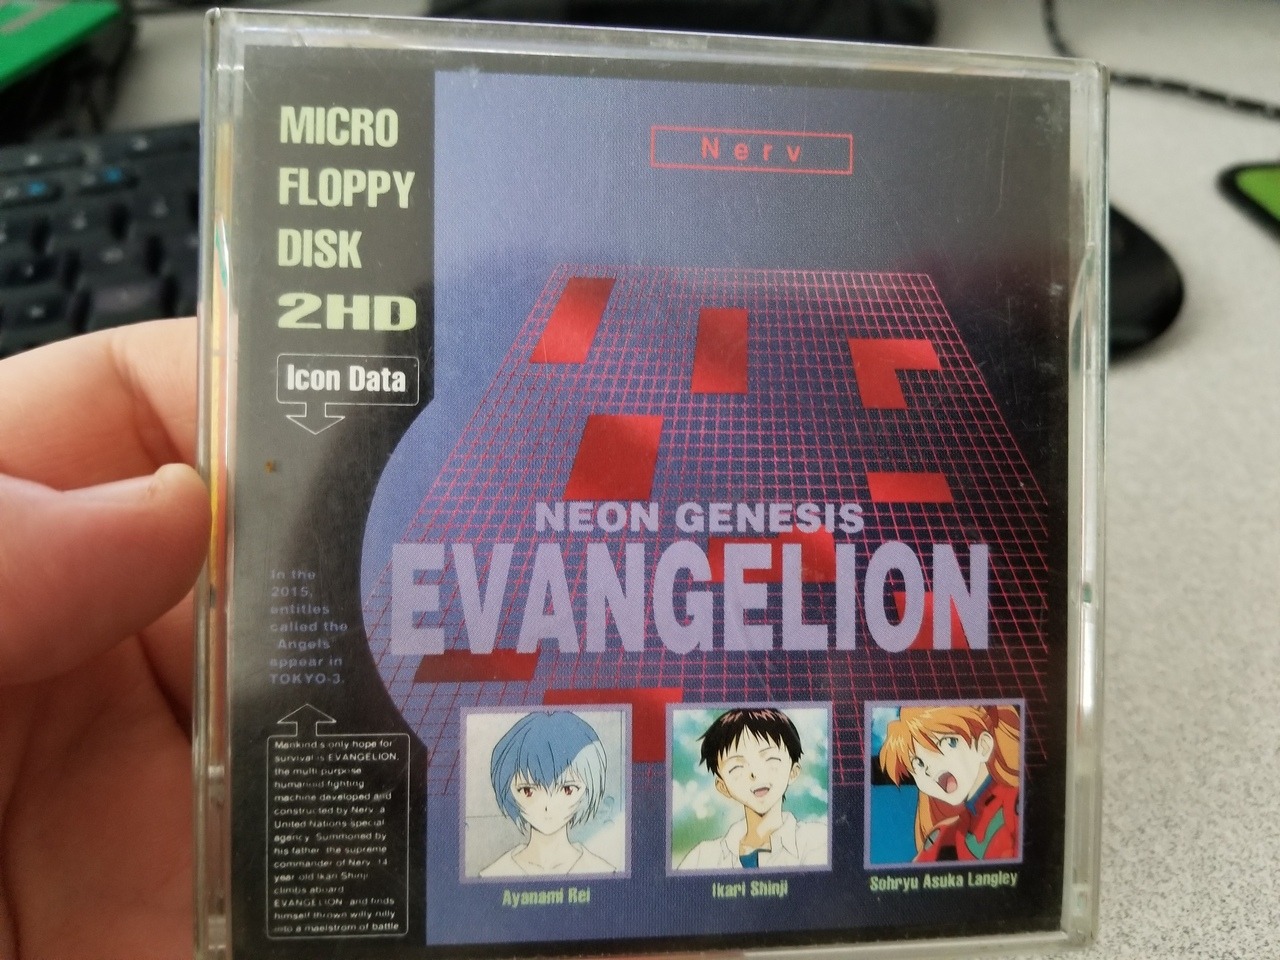 MICRO
FLOPPY
DISK
2HD
Icon Data
In the
2015,
entities
called the
Angels
appear in
TOKYO-3.
Mankind's only hope for
survival is EVANGELION,
the multi purpose
humanoid fighting
machine developed and
constructed by Nerv, a
United Nations special
agency. Summoned by
his father, the supreme
commander of Nerv, 14
year old Ikari Shinji
climbs aboard
EVANGELION and finds
himself thrown willy nilly
into a maelstrom of battle
Nerv
NEON GENESIS
EVANGELION
Ayanami Rei
Ikari Shinji
Sohryu Asuka Langley